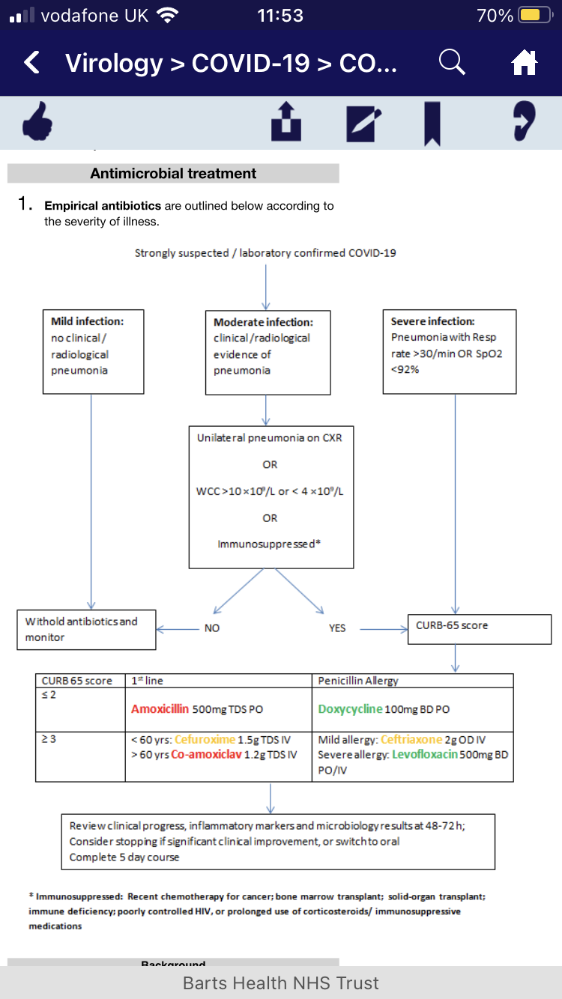 vodafone UK
11:53
70%
Virology > COVID-19 > CO...
Antimicrobial treatment
1. Empirical antibiotics are outlined below according to
the severity of illness.
Strongly suspected / laboratory confirmed COVID-19
Mild infection:
no clinical/
radiological
pneumonia
Moderate infection:
clinical/radiological
evidence of
pneumonia
Severe infection:
Pneumonia with Resp
rate >30/min OR SpO2
<92%
Unilateral pneumonia on CXR
OR
WCC >10 ×10⁹/L or < 4 ×10⁹/L
OR
Immunosuppressed*
Withold antibiotics and
monitor
NO
YES
CURB-65 score
CURB 65 score 1st line Penicillin Allergy
≤ 2
Amoxicillin 500mg TDS PO Doxycycline 100mg BD PO
≥ 3 < 60 yrs: Cefuroxime 1.5g TDS IV Mild allergy: Ceftriaxone 2g OD IV
> 60 yrs Co-amoxiclav 1.2g TDS IV Severe allergy: Levofloxacin 500mg BD
PO/IV
Review clinical progress, inflammatory markers and microbiology results at 48-72 h;
Consider stopping if significant clinical improvement, or switch to oral
Complete 5 day course
* Immunosuppressed: Recent chemotherapy for cancer; bone marrow transplant; solid-organ transplant;
immune deficiency; poorly controlled HIV, or prolonged use of corticosteroids/ immunosuppressive
medications
Background
Barts Health NHS Trust